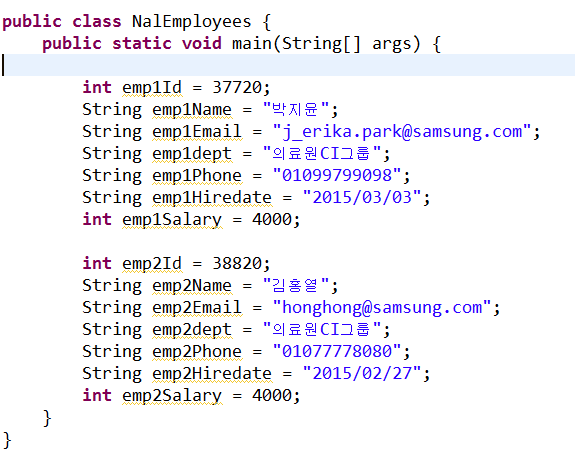 public class NalEmployees {
public static void main(String[] args) {
int emp1Id = 37720;
String emp1Name = "박지윤";
String emp1Email = "j_erika.park@samsung.com";
String emp1dept = "의료원CI그룹";
String emp1Phone = "01099799098";
String emp1Hiredate = "2015/03/03";
int emp1Salary = 4000;
int emp2Id = 38820;
String emp2Name = "김홍열";
String emp2Email = "honghong@samsung.com";
String emp2dept = "의료원CI그룹";
String emp2Phone = "01077778080";
String emp2Hiredate = "2015/02/27";
int emp2Salary = 4000;
}
}